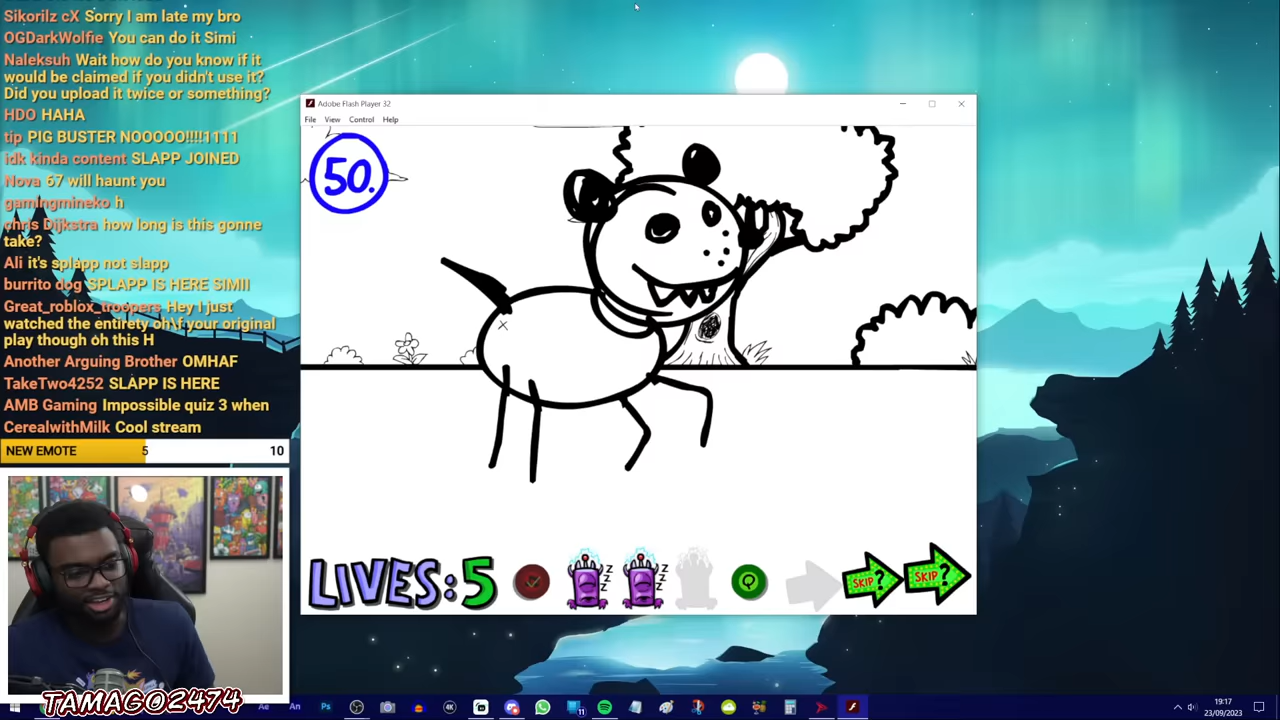 Sikorilz cX Sorry I am late my bro
OGDarkWolfie You can do it Simi
Naleksuh Wait how do you know if it
would be claimed if you didn't use it?
Did you upload it twice or something?
HDO HAHA
tip PIG BUSTER NOOOOO!!!!1111
idk kinda content SLAPP JOINED
Nova 67 will haunt you
gamingmineko h
chris Dijkstra how long is this gonne
take?
Ali it's splapp not slapp
burrito dog SPLAPP IS HERE SIMI!
Great_roblox_troopers Hey I just
watched the entirety oh\f your original
play though oh this H
Another Arguing Brother OMHAF
TakeTwo4252 SLAPP IS HERE
AMB Gaming Impossible quiz 3 when
CerealwithMilk Cool stream
NEW EMOTE 5 10
TAMAGO2474
Adobe Flash Player 32
File View Control Help
50.
LIVES:5
SKIP?
SKIP?
z z z
z z z
Ae An Ps 4K 11
19:17
23/09/2023